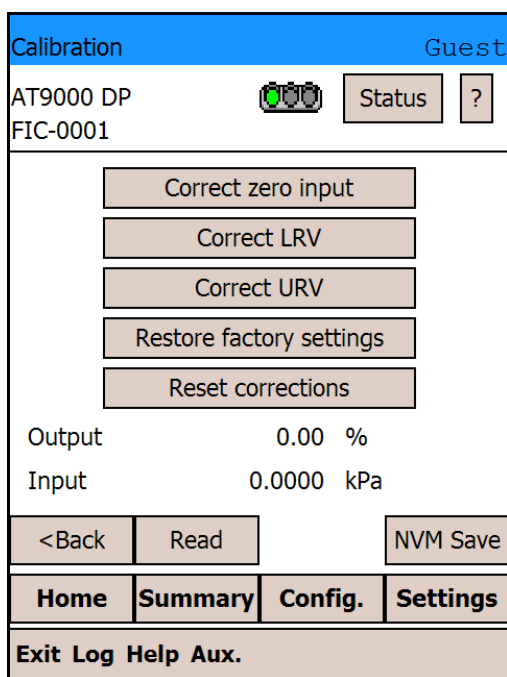 Calibration Guest
AT9000 DP Status ?
FIC-0001
Correct zero input
Correct LRV
Correct URV
Restore factory settings
Reset corrections
Output 0.00 %
Input 0.0000 kPa
<Back Read NVM Save
Home Summary Config. Settings
Exit Log Help Aux.